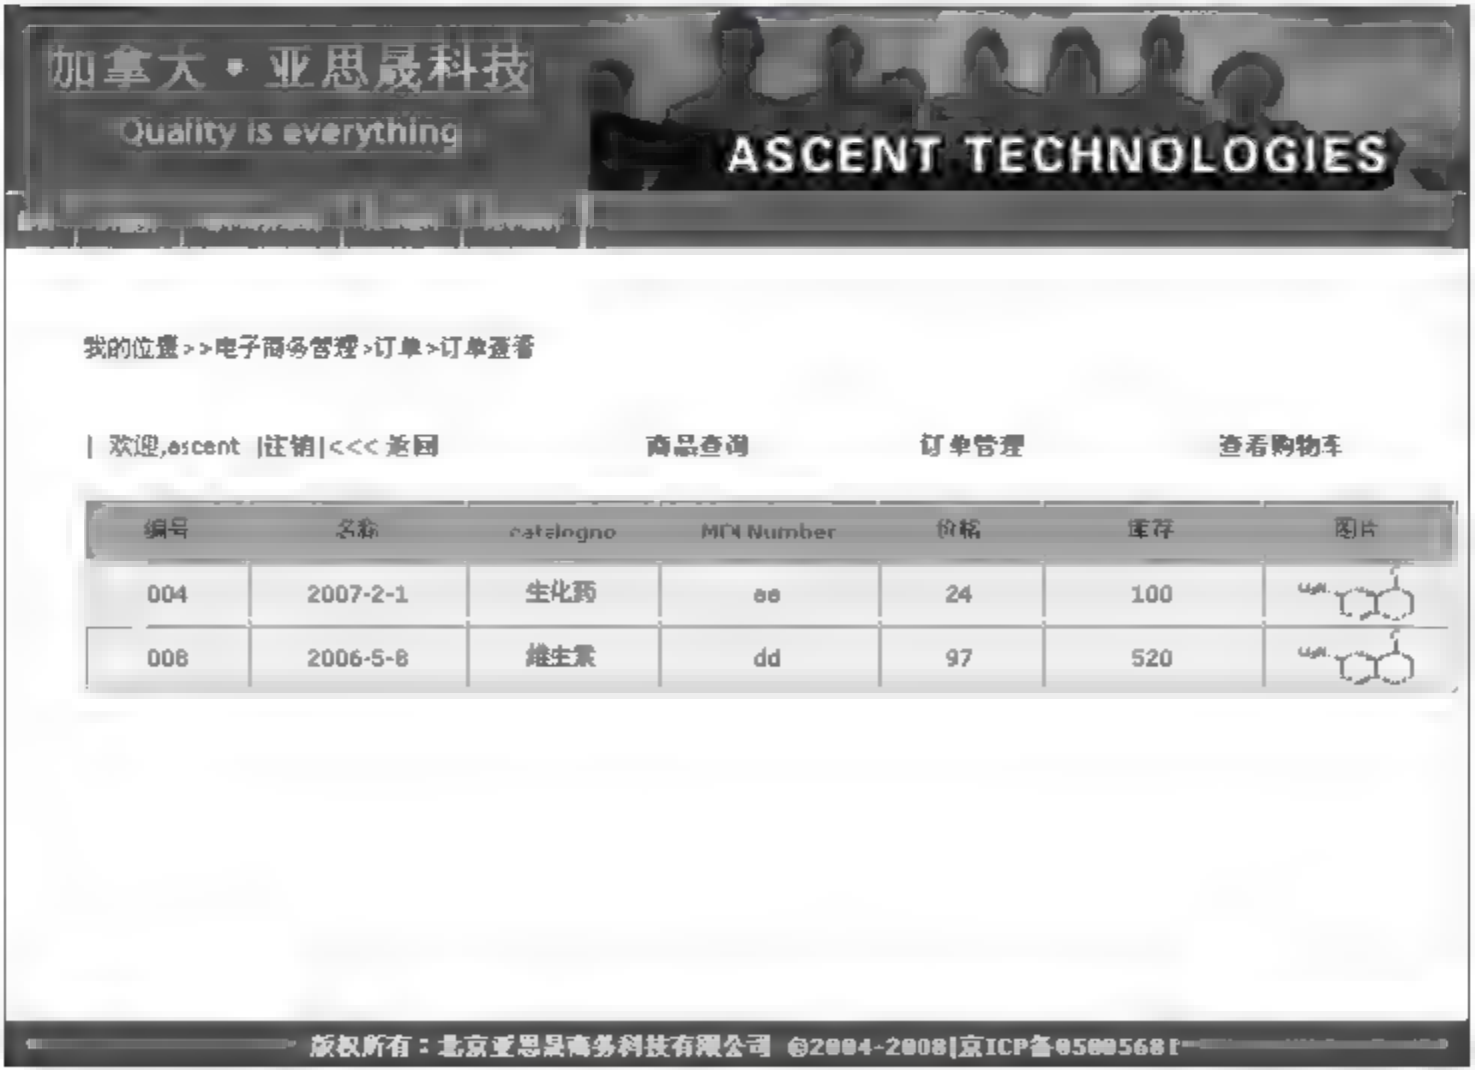 加拿大·亚思晟科技
Quality is everything
ASCENT TECHNOLOGIES
我的位置>>电子商务管理>订单>订单查看
| 欢迎,ascent |注销|<<< 返回 商品查询 订单管理 查看购物车
编号 名称 catalogno MDLNumber 价格 库存 图片
004 2007-2-1 生化药 aa 24 100
008 2006-5-8 维生素 dd 97 520
版权所有：北京亚思晟商务科技有限公司 ©2004-2008|京ICP备05005681